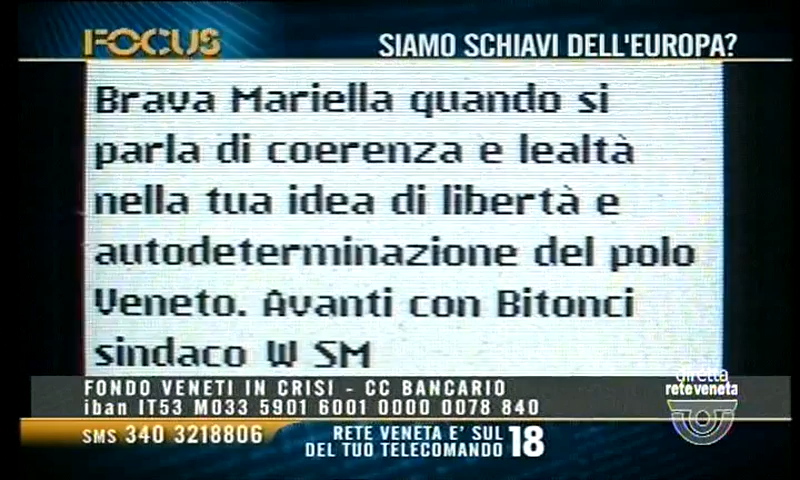 FOCUS
SIAMO SCHIAVI DELL'EUROPA?
Brava Mariella quando si
parla di coerenza e lealtà
nella tua idea di libertà e
autodeterminazione del polo
Veneto. Avanti con Bitonci
sindaco W SM
diretta
reteveneta
FONDO VENETI IN CRISI - CC BANCARIO
iban IT53 M033 5901 6001 0000 0078 840
SMS 340 3218806
RETE VENETA E' SUL
DEL TUO TELECOMANDO 18